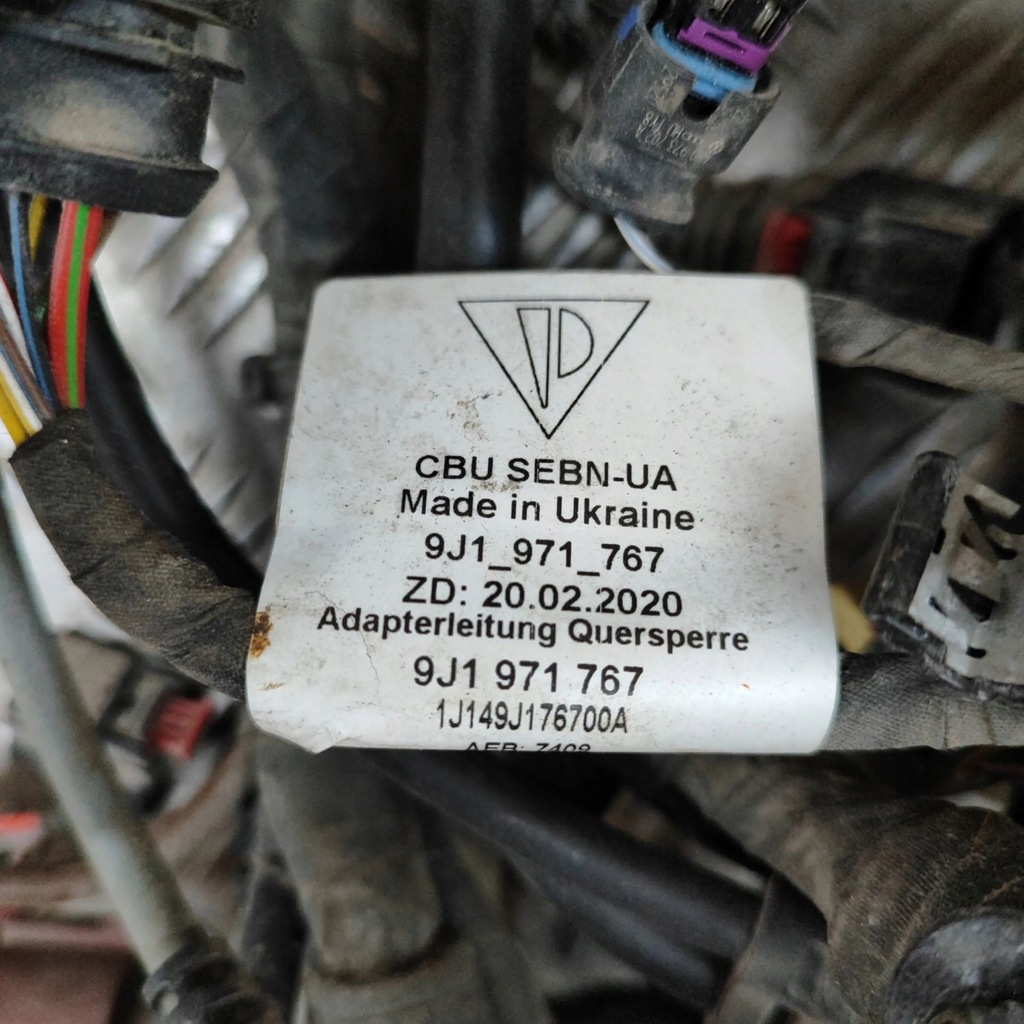 CBU SEBN-UA
Made in Ukraine
9J1_971_767
ZD: 20.02.2020
Adapterleitung Quersperre
9J1 971 767
1J149J176700A